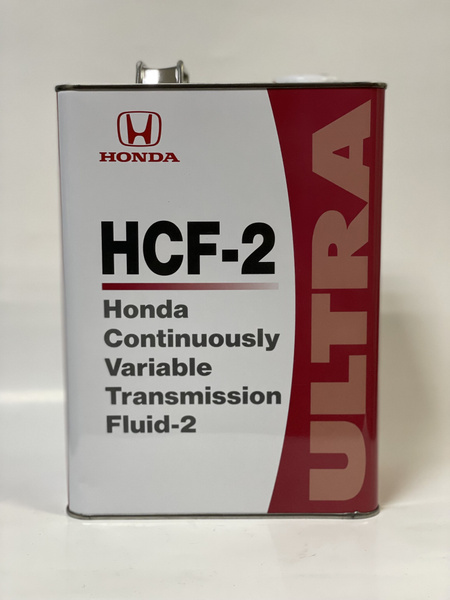 HONDA
HCF-2
Honda
Continuously
Variable
Transmission
Fluid-2
ULTRA